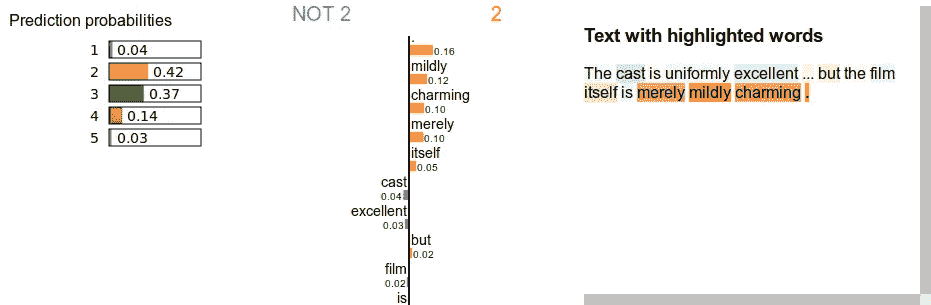 Prediction probabilities
1 0.04
2 0.42
3 0.37
4 0.14
5 0.03
NOT 2 2
.
0.16
mildly
0.12
charming
0.10
merely
0.10
itself
0.05
cast
0.04
excellent
0.03
but
0.02
film
0.02
is
Text with highlighted words
The cast is uniformly excellent ... but the film
itself is merely mildly charming .